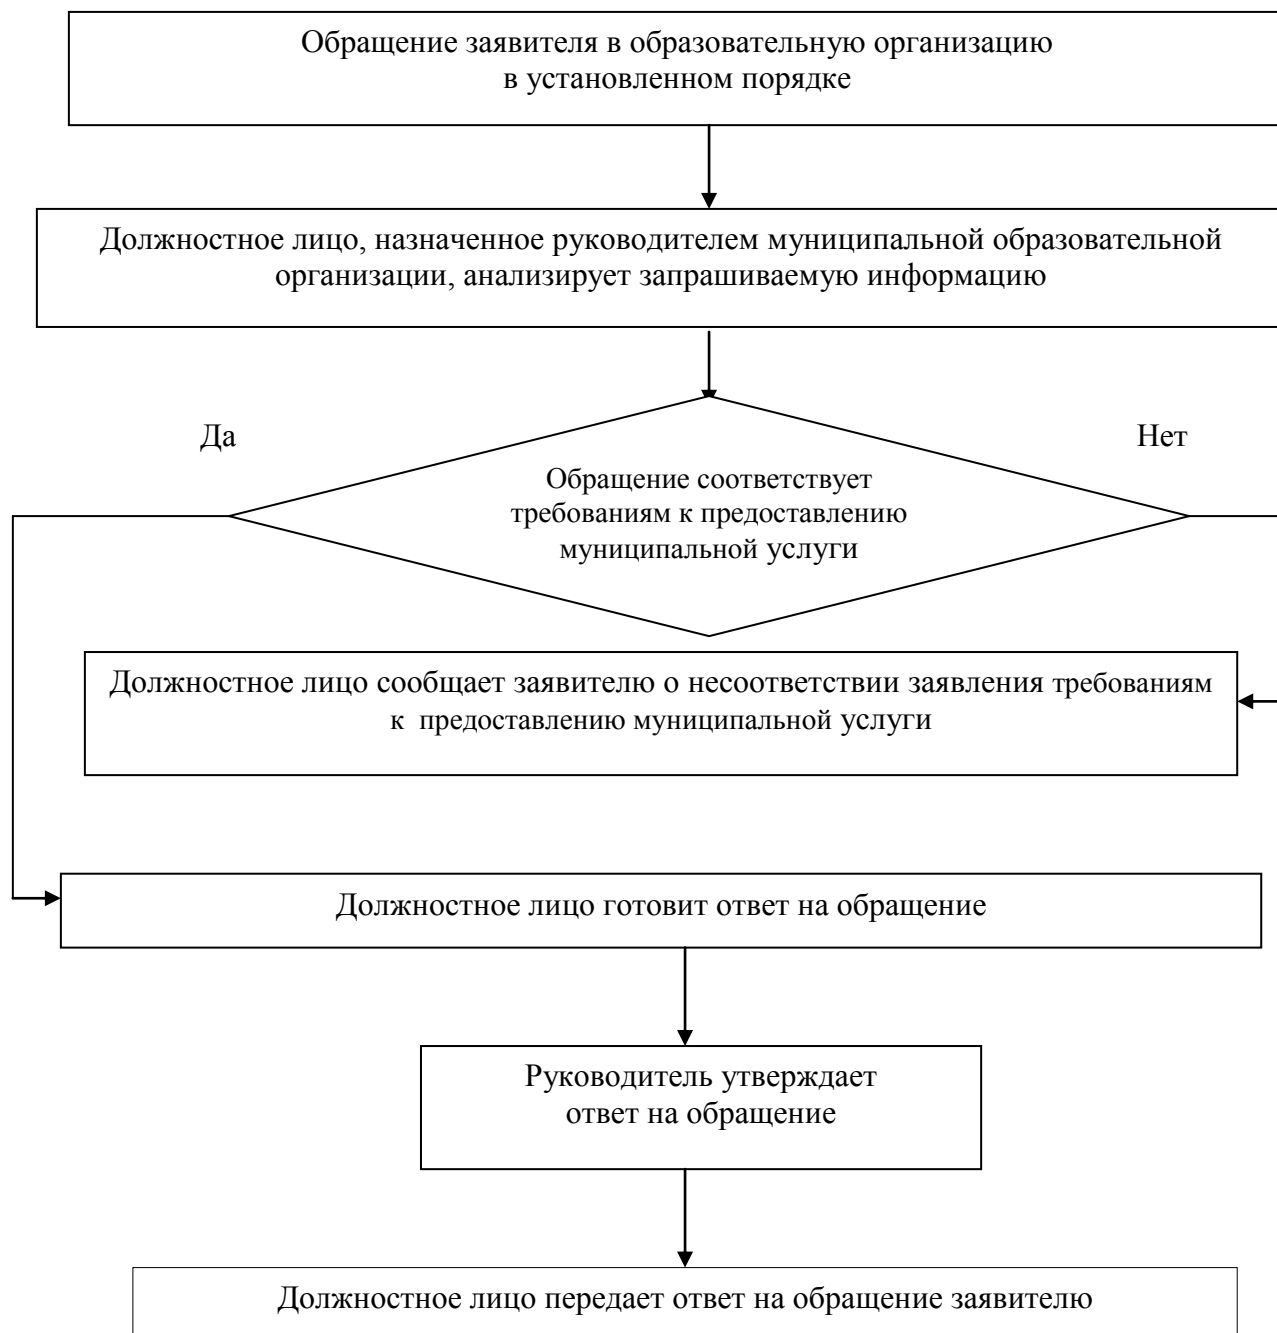 Обращение заявителя в образовательную организацию
в установленном порядке
Должностное лицо, назначенное руководителем муниципальной образовательной
организации, анализирует запрашиваемую информацию
Да
Нет
Обращение соответствует
требованиям к предоставлению
муниципальной услуги
Должностное лицо сообщает заявителю о несоответствии заявления требованиям
к предоставлению муниципальной услуги
Должностное лицо готовит ответ на обращение
Руководитель утверждает
ответ на обращение
Должностное лицо передает ответ на обращение заявителю